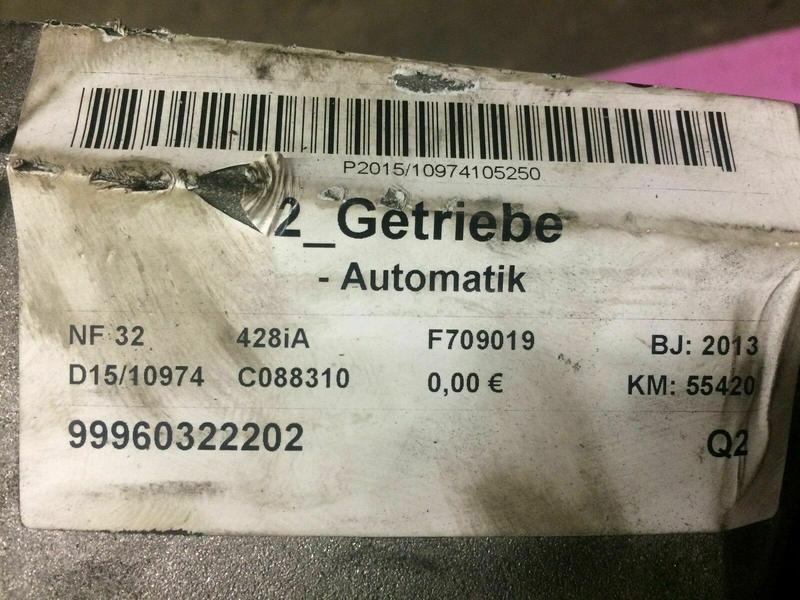 P2015/10974105250
2_Getriebe
- Automatik
NF 32 428iA F709019 BJ: 2013
D15/10974 C088310 0,00 € KM: 55420
99960322202 Q2